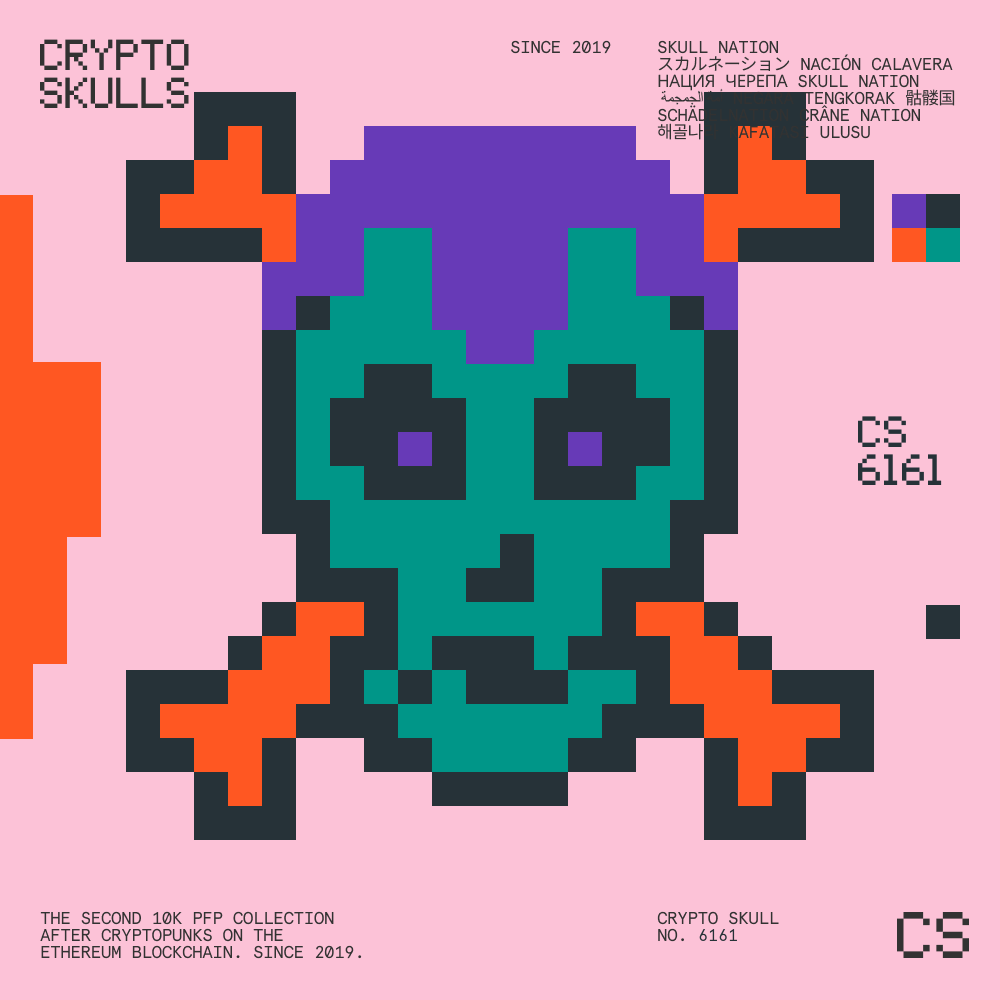 CRYPTO
SKULLS
SINCE 2019
SKULL NATION
スカルネーション NACIÓN CALAVERA
НАЦИЯ ЧЕРЕПА SKULL NATION
TENGKORAK 骷髅国
CRÂNE NATION
ULUSU
CS
6161
THE SECOND 10K PFP COLLECTION
AFTER CRYPTOPUNKS ON THE
ETHEREUM BLOCKCHAIN. SINCE 2019.
CRYPTO SKULL
NO. 6161
CS